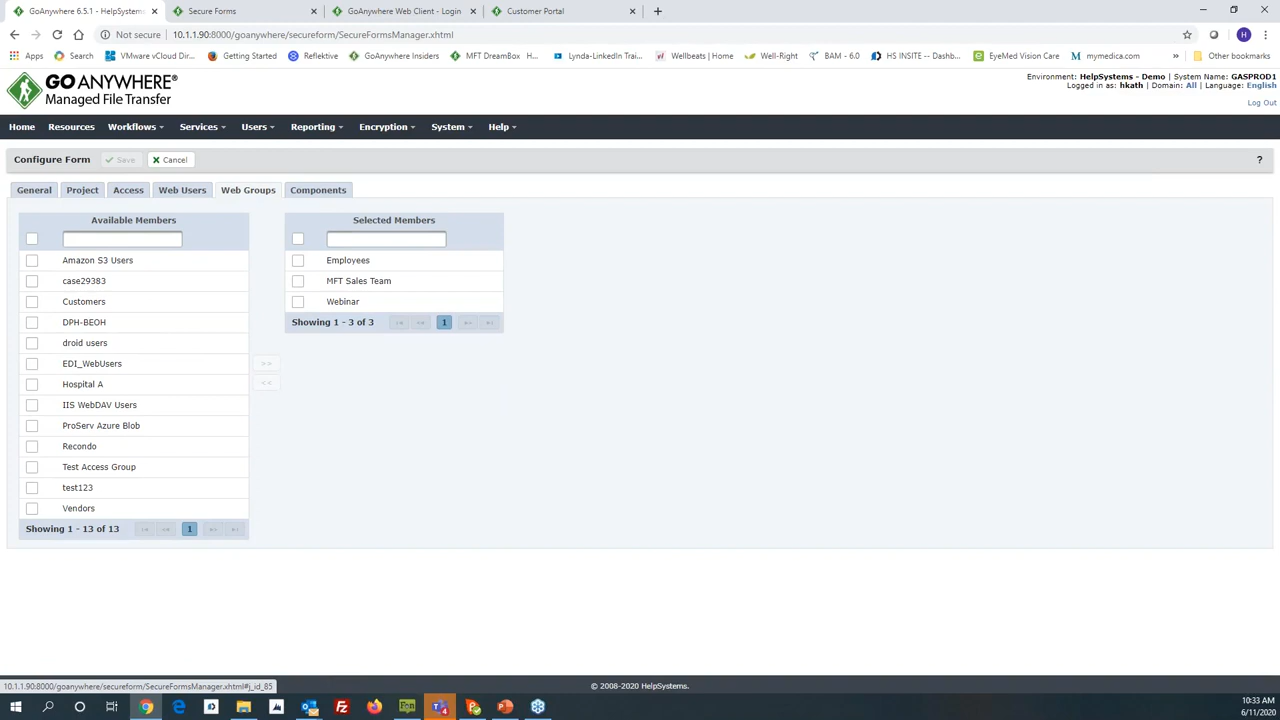 GoAnywhere 6.5.1 - HelpSystems
Secure Forms
GoAnywhere Web Client - Login
Customer Portal
Not secure | 10.1.1.90:8000/goanywhere/secureform/SecureFormsManager.xhtml
Apps
Search
VMware vCloud Dir...
Getting Started
Reflektive
GoAnywhere Insiders
MFT DreamBox H...
Lynda-LinkedIn Trai...
Wellbeats | Home
Well-Right
BAM - 6.0
HS INSITE -- Dashb...
EyeMed Vision Care
mymedica.com
»
Other bookmarks
GO ANYWHERE®
Managed File Transfer
Environment: HelpSystems - Demo | System Name: GASPROD1
Logged in as: hkath | Domain: All | Language: English
Log Out
Home Resources Workflows Services Users Reporting Encryption System Help
Configure Form Save Cancel ?
General Project Access Web Users Web Groups Components
Available Members
Amazon S3 Users
case29383
Customers
DPH-BEOH
droid users
EDI_WebUsers
Hospital A
IIS WebDAV Users
ProServ Azure Blob
Recondo
Test Access Group
test123
Vendors
Showing 1 - 13 of 13 1
>>
<<
Selected Members
Employees
MFT Sales Team
Webinar
Showing 1 - 3 of 3 1
10.1.1.90:8000/goanywhere/secureform/SecureFormsManager.xhtml#j_id_85
© 2008-2020 HelpSystems.
10:33 AM
6/11/2020